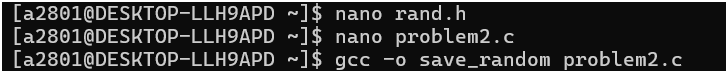 [a2801@DESKTOP-LLH9APD ~]$ nano rand.h
[a2801@DESKTOP-LLH9APD ~]$ nano problem2.c
[a2801@DESKTOP-LLH9APD ~]$ gcc -o save_random problem2.c